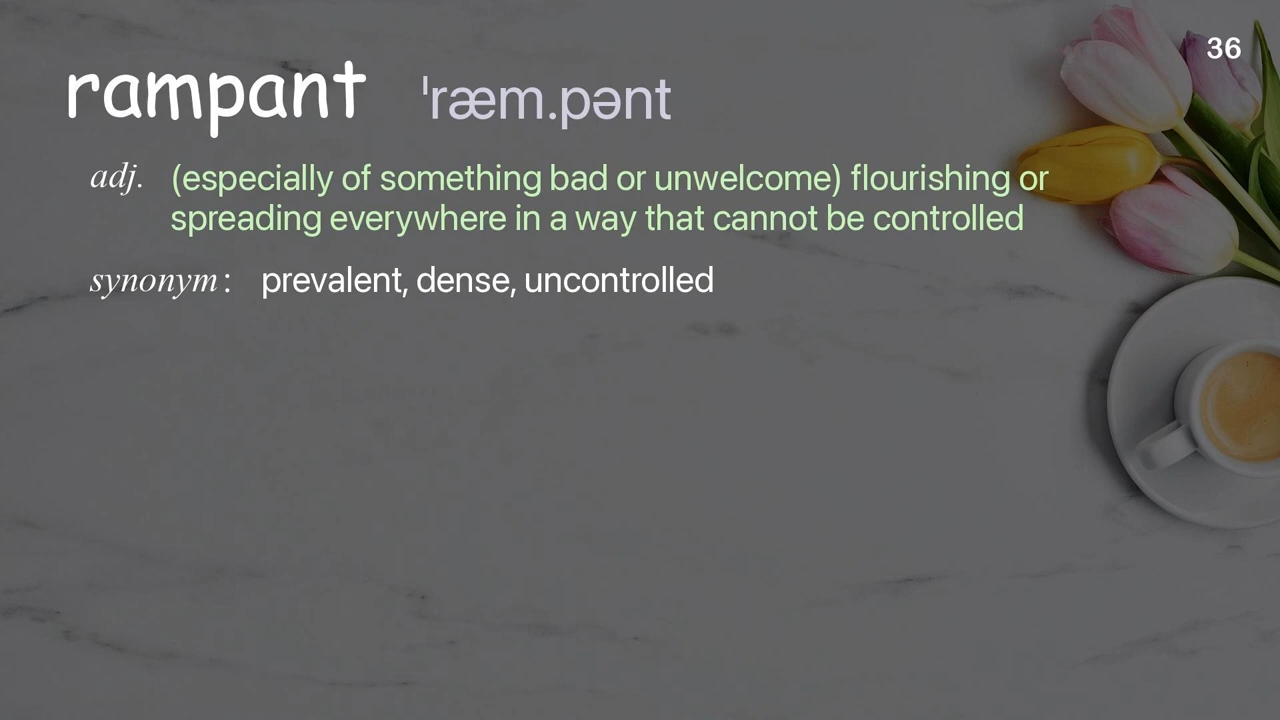 36
rampant ˈræm.pənt
adj. (especially of something bad or unwelcome) flourishing or
spreading everywhere in a way that cannot be controlled
synonym: prevalent, dense, uncontrolled